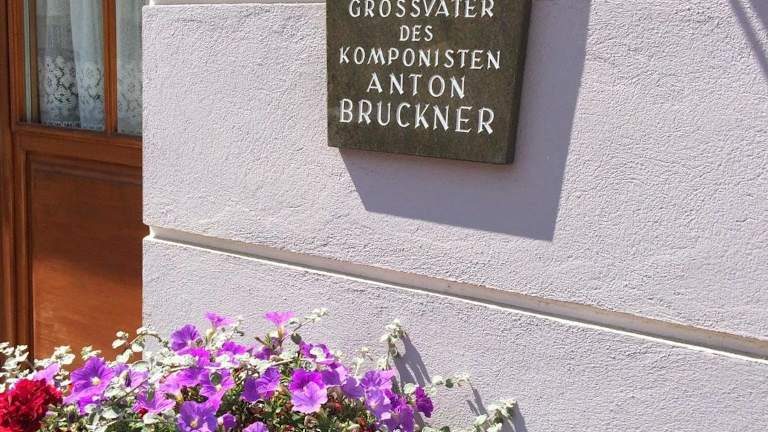 GROSSVATER
DES
KOMPONISTEN
ANTON
BRUCKNER